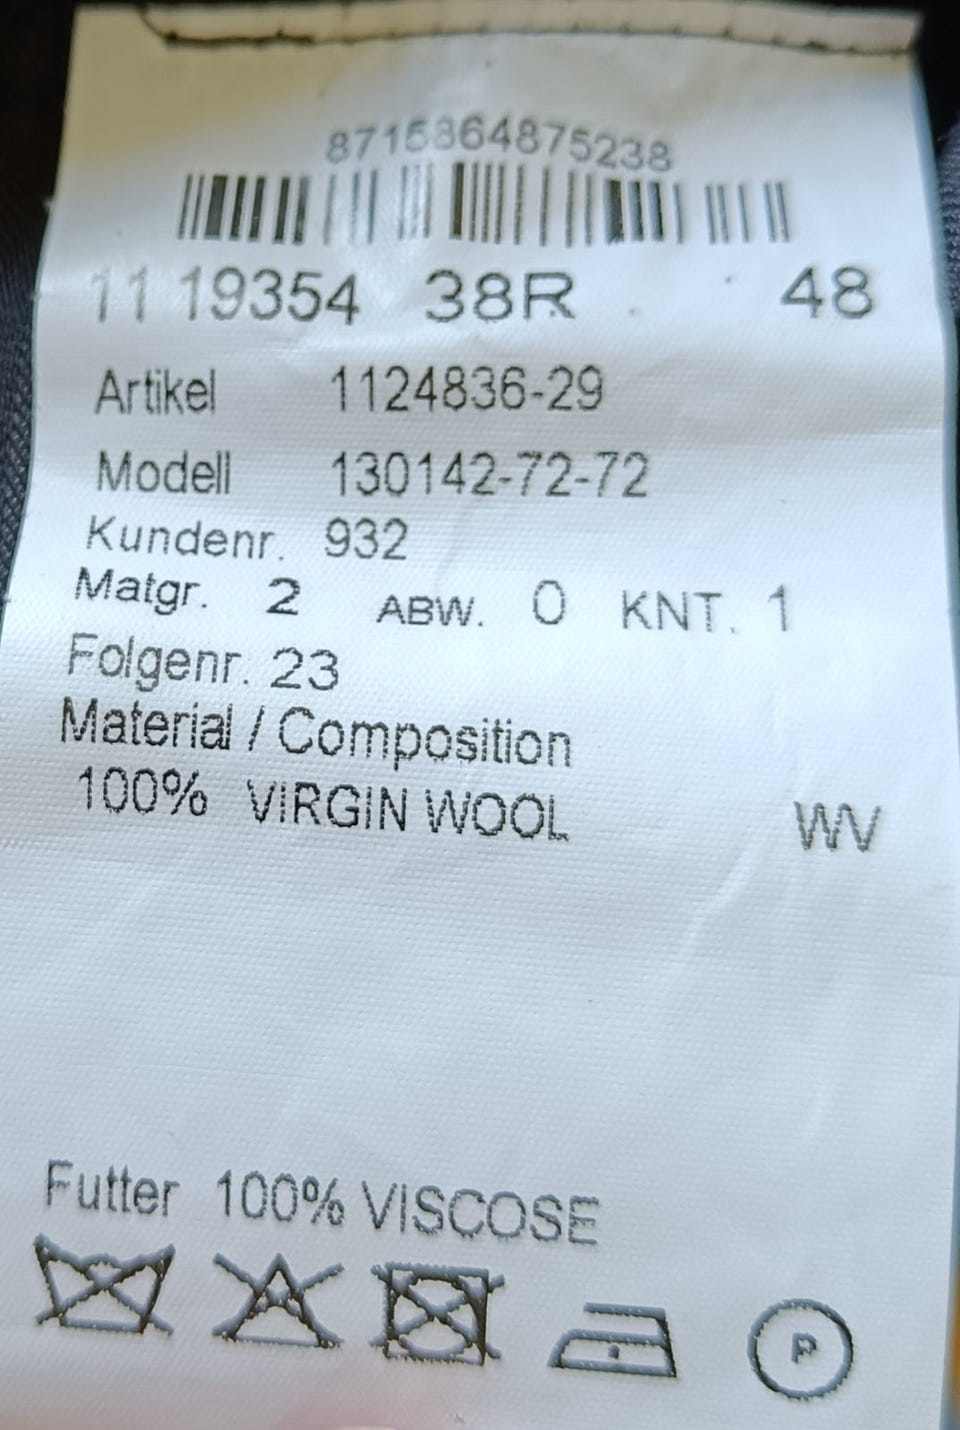 8715364875238
11 19354 38R 48
Artikel 1124836-29
Modell 130142-72-72
Kundenr. 932
Matgr. 2 ABW. 0 KNT. 1
Folgenr. 23
Material / Composition
100% VIRGIN WOOL WV
Futter 100% VISCOSE
P